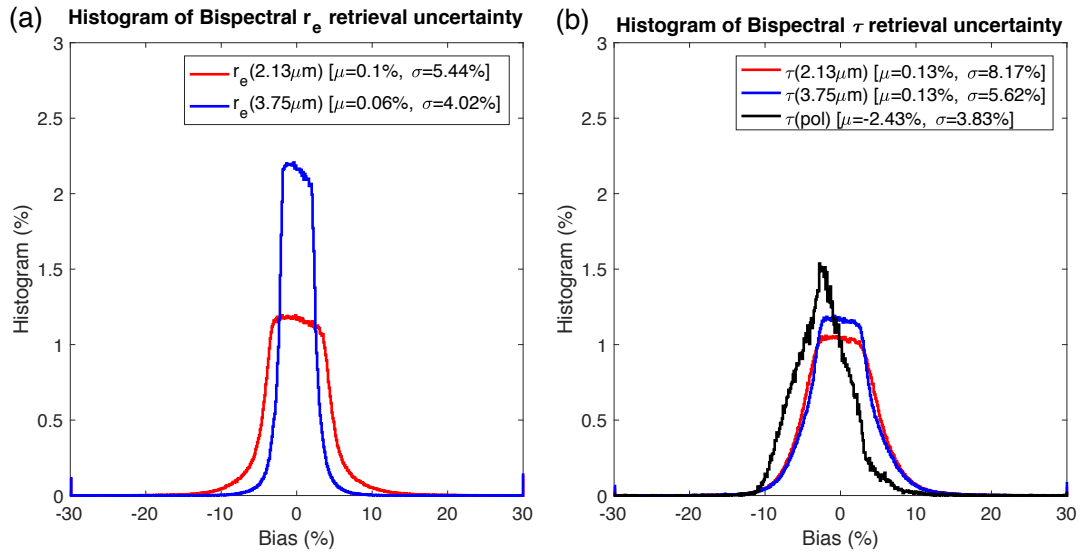 (a)
Histogram of Bispectral r_e retrieval uncertainty
r_e(2.13μm) [μ=0.1%, σ=5.44%]
r_e(3.75μm) [μ=0.06%, σ=4.02%]
3
2.5
2
1.5
1
0.5
0
Histogram (%)
-30
-20
-10
0
10
20
30
Bias (%)
(b)
Histogram of Bispectral τ retrieval uncertainty
τ(2.13μm) [μ=0.13%, σ=8.17%]
τ(3.75μm) [μ=0.13%, σ=5.62%]
τ(pol) [μ=-2.43%, σ=3.83%]
3
2.5
2
1.5
1
0.5
0
Histogram (%)
-30
-20
-10
0
10
20
30
Bias (%)